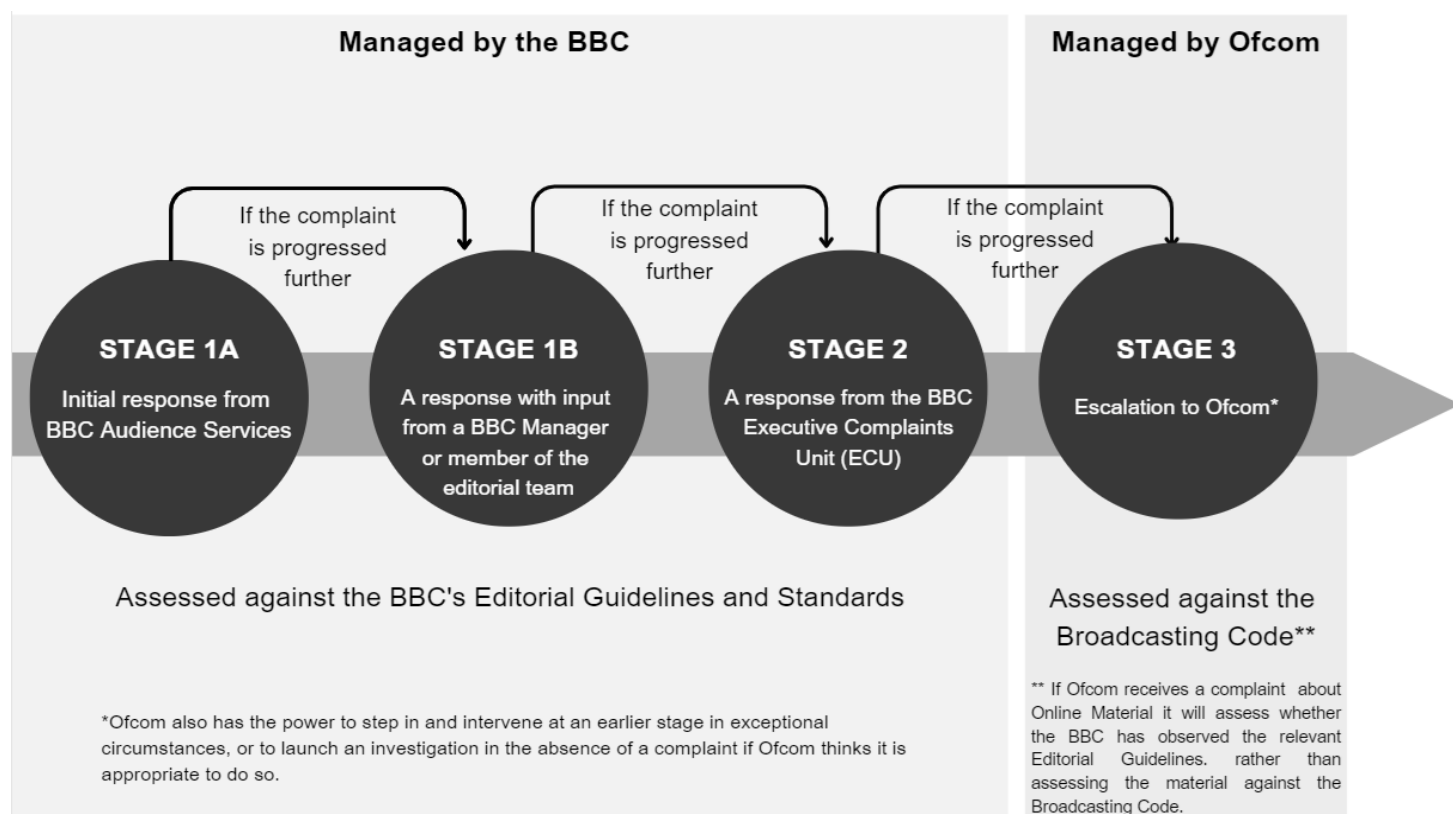 Managed by the BBC
Managed by Ofcom
If the complaint
is progressed
further
If the complaint
is progressed
further
If the complaint
is progressed
further
STAGE 1A
Initial response from
BBC Audience Services
STAGE 1B
A response with input
from a BBC Manager
or member of the
editorial team
STAGE 2
A response from the BBC
Executive Complaints
Unit (ECU)
STAGE 3
Escalation to Ofcom*
Assessed against the BBC's Editorial Guidelines and Standards
Assessed against the
Broadcasting Code**
*Ofcom also has the power to step in and intervene at an earlier stage in exceptional
circumstances, or to launch an investigation in the absence of a complaint if Ofcom thinks it is
appropriate to do so.
** If Ofcom receives a complaint about
Online Material it will assess whether
the BBC has observed the relevant
Editorial Guidelines. rather than
assessing the material against the
Broadcasting Code.